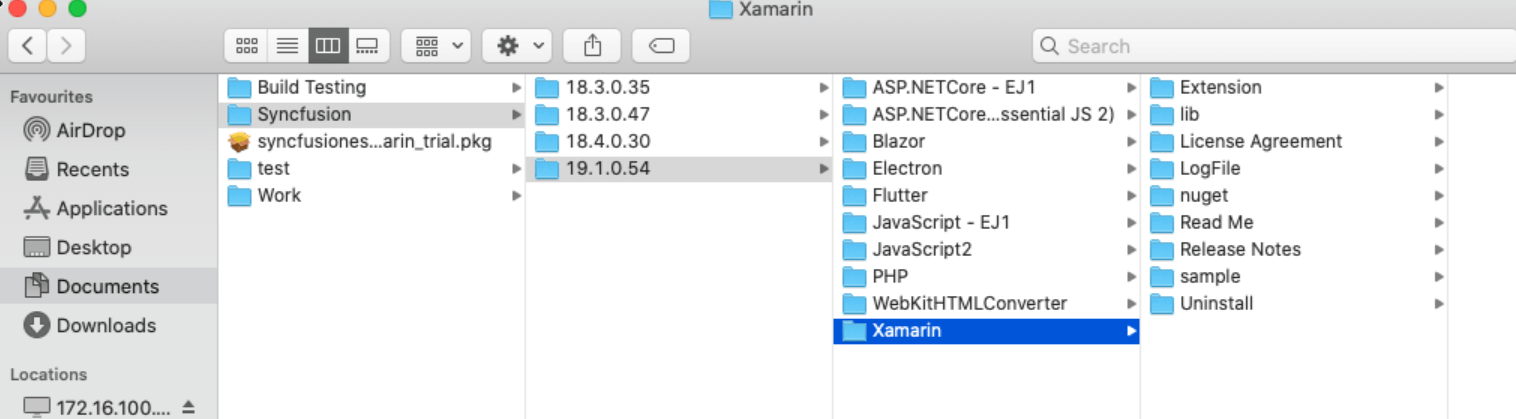 Xamarin
Search
Favourites
AirDrop
Recents
Applications
Desktop
Documents
Downloads
Locations
172.16.100....
Build Testing
Syncfusion
syncfusiones...arin_trial.pkg
test
Work
18.3.0.35
18.3.0.47
18.4.0.30
19.1.0.54
ASP.NETCore - EJ1
ASP.NETCore...ssential JS 2)
Blazor
Electron
Flutter
JavaScript - EJ1
JavaScript2
PHP
WebKitHTMLConverter
Xamarin
Extension
lib
License Agreement
LogFile
nuget
Read Me
Release Notes
sample
Uninstall